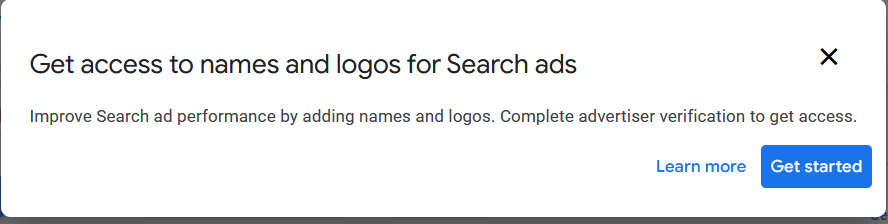 Get access to names and logos for Search ads
Improve Search ad performance by adding names and logos. Complete advertiser verification to get access.
Learn more
Get started